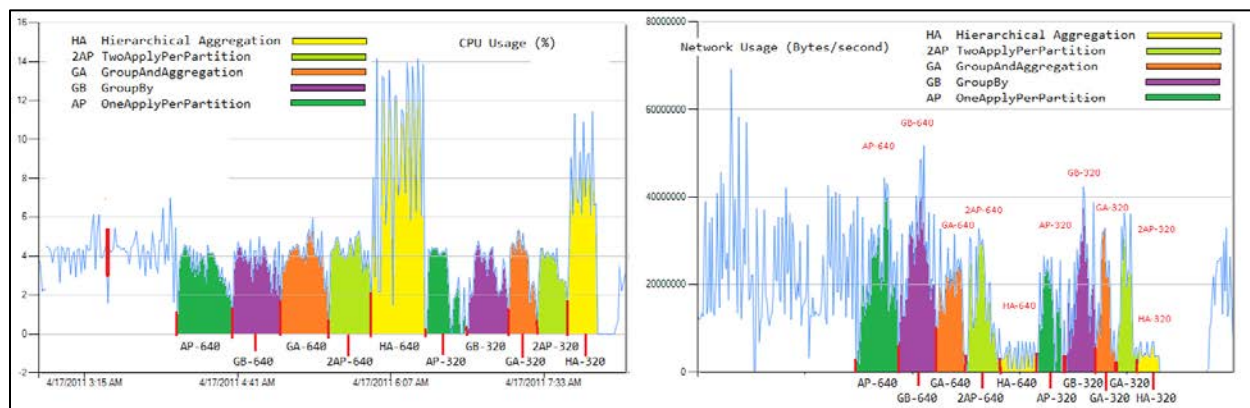 16
14
12
10
8
6
4
2
0
-2
CPU Usage (%)
HA Hierarchical Aggregation
2AP TwoApplyPerPartition
GA GroupAndAggregation
GB GroupBy
AP OneApplyPerPartition
AP-640
GB-640
GA-640
2AP-640
HA-640
AP-320
GB-320
GA-320
2AP-320
HA-320
4/17/2011 3:15 AM
4/17/2011 4:41 AM
4/17/2011 6:07 AM
4/17/2011 7:33 AM
80000000
60000000
40000000
20000000
0
Network Usage (Bytes/second)
HA Hierarchical Aggregation
2AP TwoApplyPerPartition
GA GroupAndAggregation
GB GroupBy
AP OneApplyPerPartition
AP-640
GB-640
GA-640
2AP-640
HA-640
AP-320
GB-320
GA-320
2AP-320
HA-320
AP-640
GB-640
GA-640
2AP-640
HA-640
AP-320
GB-320
GA-320
GA-320
HA-320